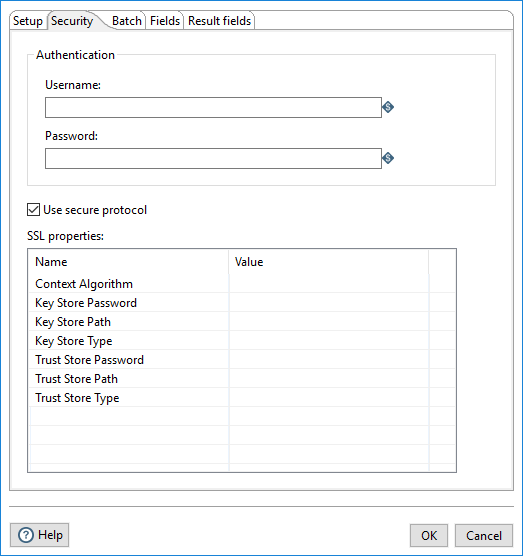 Setup Security Batch Fields Result fields
Authentication
Username:
Password:
Use secure protocol
SSL properties:
Name Value
Context Algorithm
Key Store Password
Key Store Path
Key Store Type
Trust Store Password
Trust Store Path
Trust Store Type
? Help OK Cancel